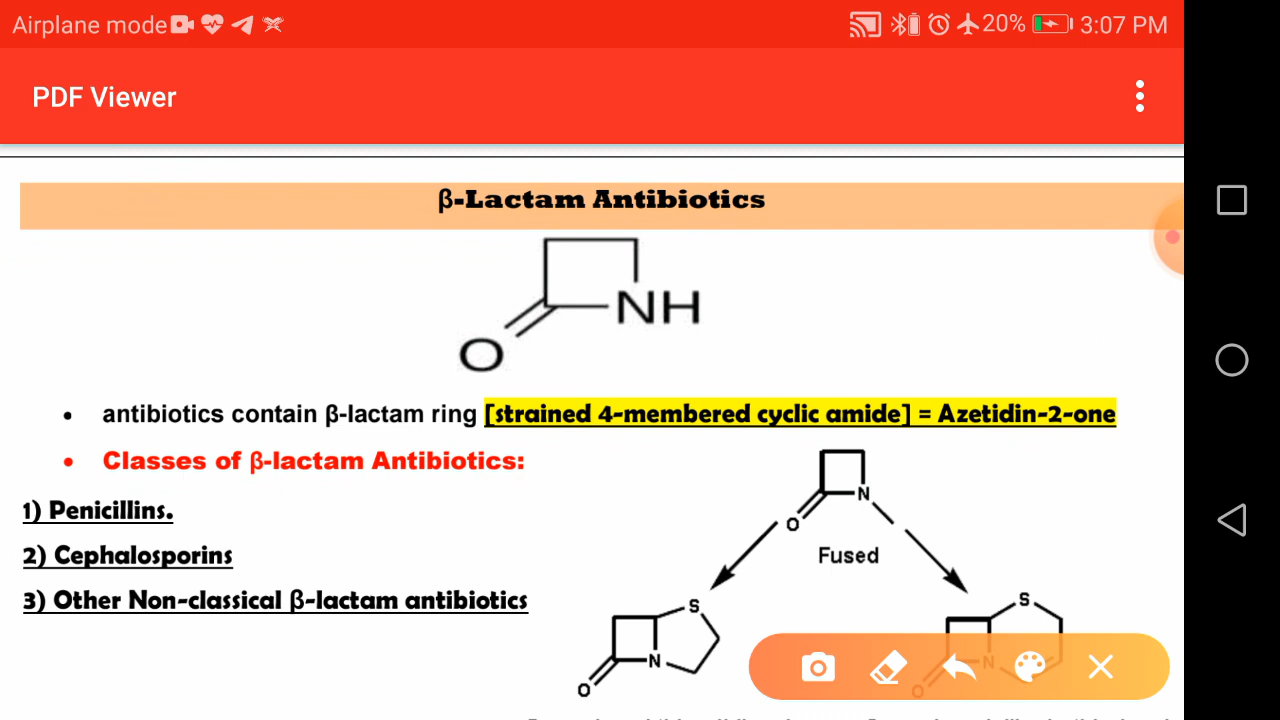 Airplane mode 20% 3:07 PM
PDF Viewer
β-Lactam Antibiotics
NH
O
• antibiotics contain β-lactam ring [strained 4-membered cyclic amide] = Azetidin-2-one
• Classes of β-lactam Antibiotics:
1) Penicillins.
2) Cephalosporins
3) Other Non-classical β-lactam antibiotics
N
O
Fused
S
N
O
S
N
O